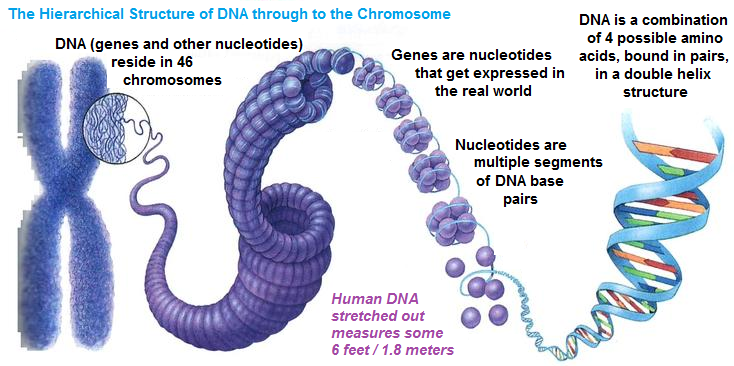 The Hierarchical Structure of DNA through to the Chromosome
DNA (genes and other nucleotides)
reside in 46
chromosomes
Genes are nucleotides
that get expressed in
the real world
DNA is a combination
of 4 possible amino
acids, bound in pairs,
in a double helix
structure
Nucleotides are
multiple segments
of DNA base
pairs
Human DNA
stretched out
measures some
6 feet / 1.8 meters